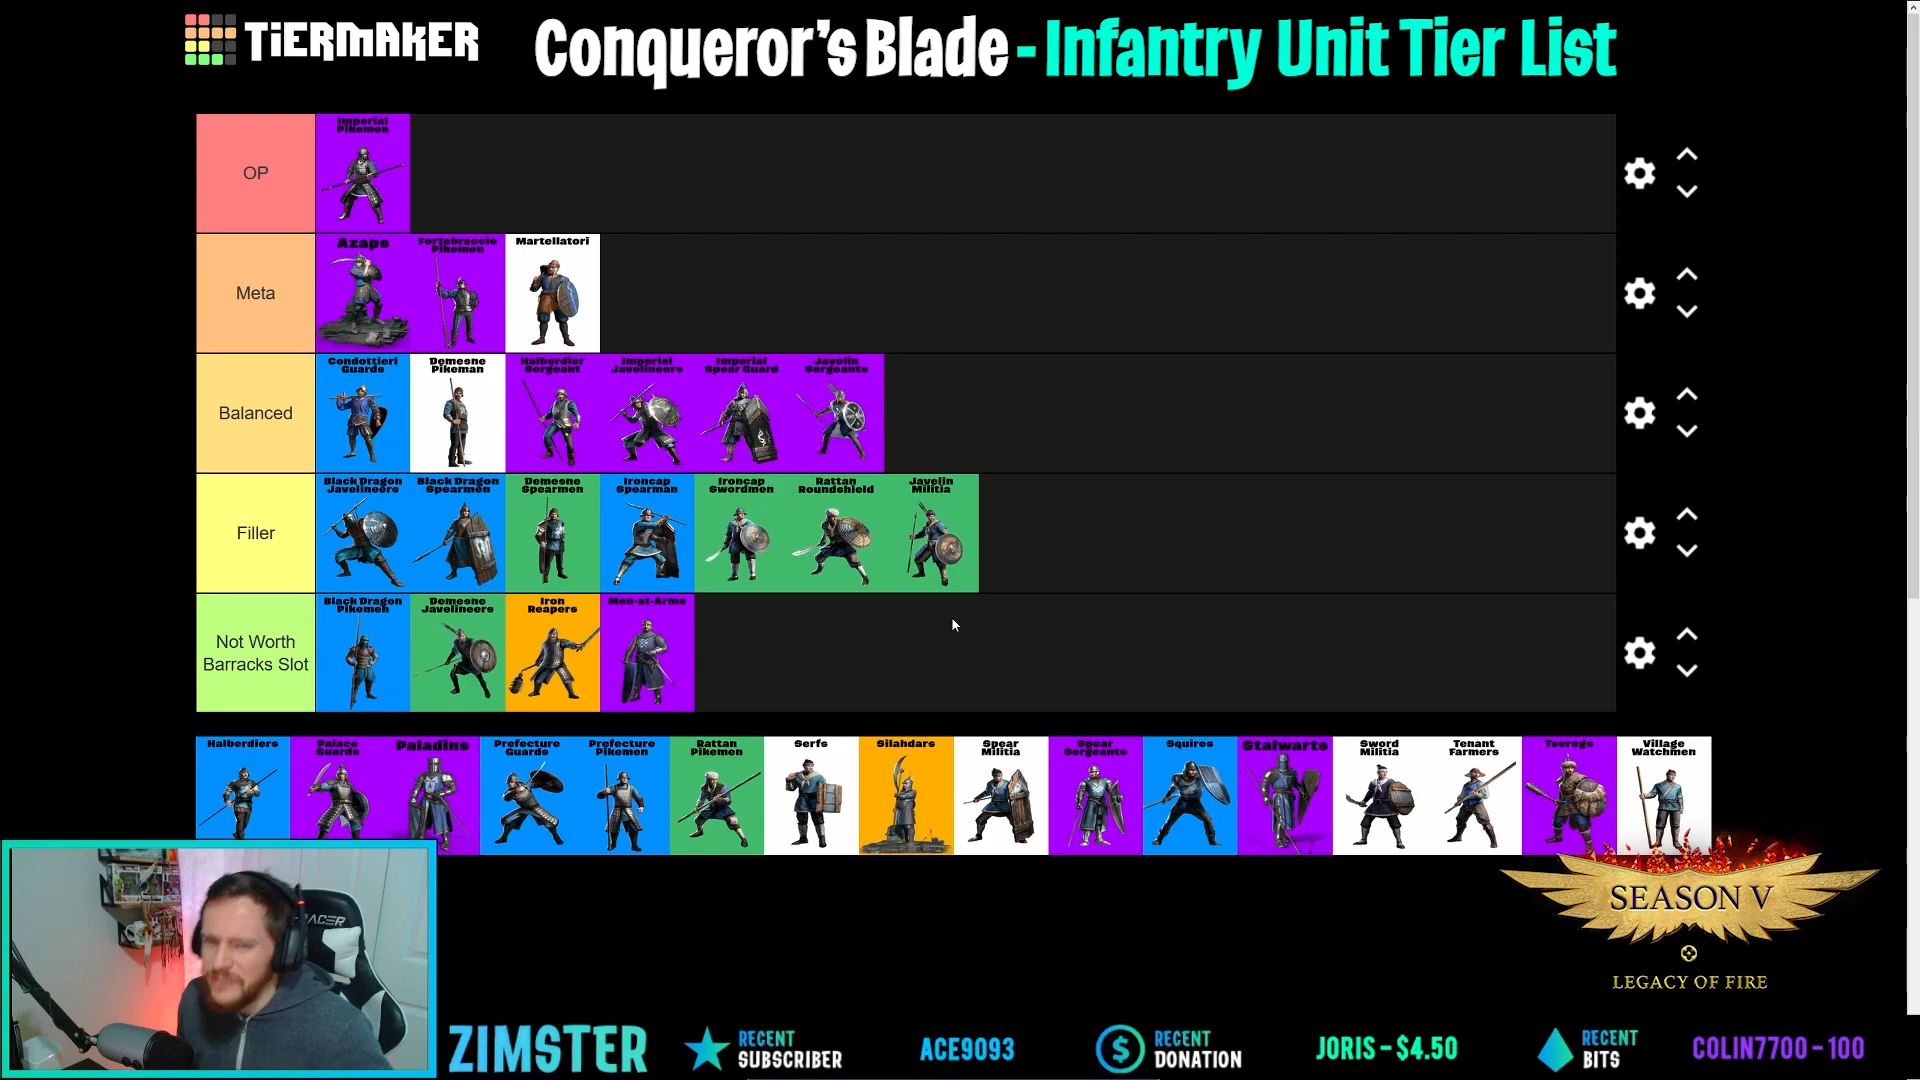 TiERMAKER
Conqueror's Blade - Infantry Unit Tier List
OP
Imperial
Pikemen
Meta
Azaps
Fortebraccio
Pikemen
Martellatori
Balanced
Condottieri
Guards
Demesne
Pikeman
Halberdier
Sergeant
Imperial
Javelineers
Imperial
Spear Guard
Javelin
Sergeants
Filler
Black Dragon
Javelineers
Black Dragon
Spearmen
Demesne
Spearmen
Ironcap
Spearman
Ironcap
Swordmen
Rattan
Roundshield
Javelin
Militia
Not Worth
Barracks Slot
Black Dragon
Pikemen
Demesne
Javelineers
Iron
Reapers
Men-at-Arms
Halberdiers
Palace
Guards
Paladins
Prefecture
Guards
Prefecture
Pikemen
Rattan
Pikemen
Serfs
Silahdars
Spear
Militia
Spear
Sergeants
Squires
Stalwarts
Sword
Militia
Tenant
Farmers
Tseregs
Village
Watchmen
SEASON V
LEGACY OF FIRE
ZIMSTER
RECENT
SUBSCRIBER
ACE9093
RECENT
DONATION
JORIS - $4.50
RECENT
BITS
COLIN7700 - 100